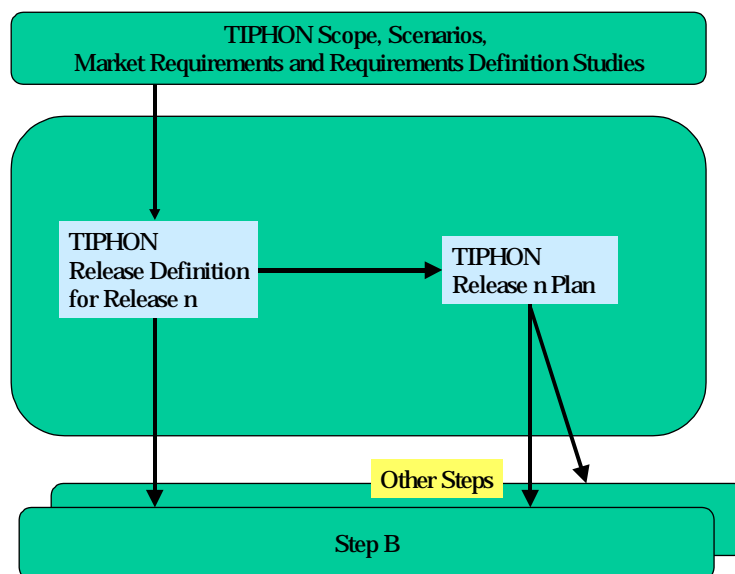 TIPHON Scope, Scenarios,
Market Requirements and Requirements Definition Studies
TIPHON
Release Definition
for Release n
TIPHON
Release n Plan
Other Steps
Step B